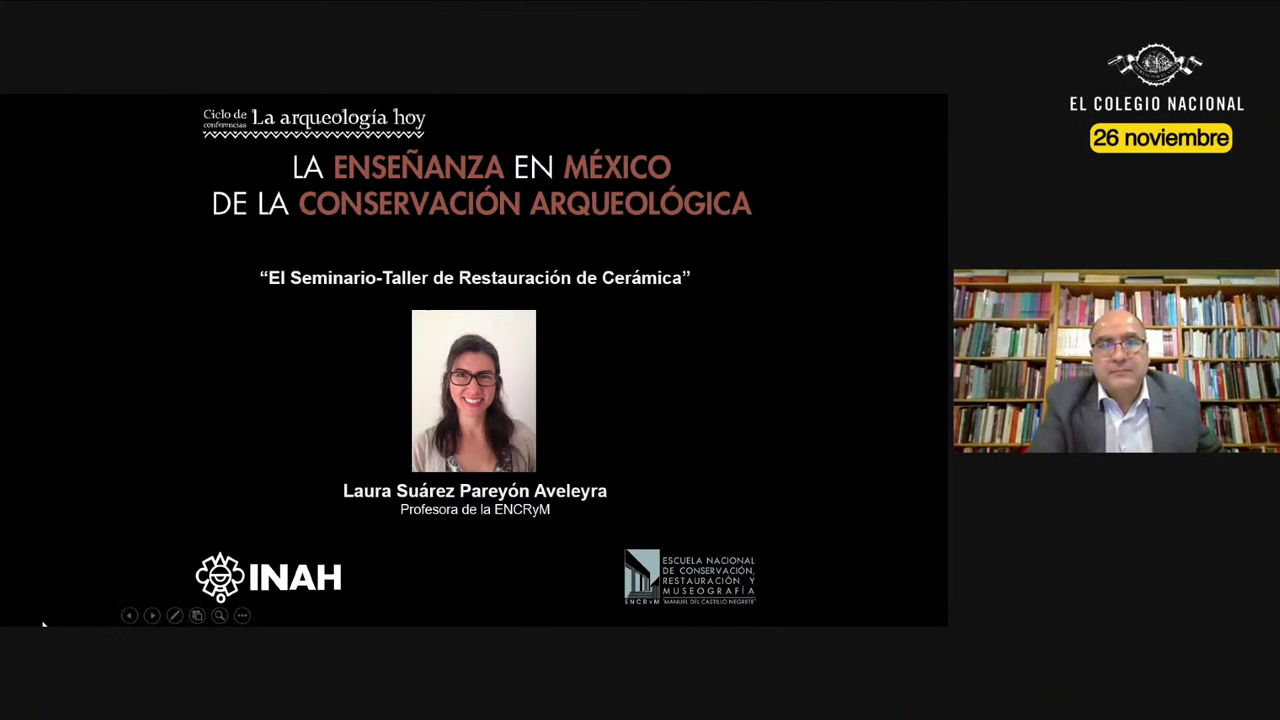 Ciclo de
conferencias
La arqueología hoy
LA ENSEÑANZA EN MÉXICO
DE LA CONSERVACIÓN ARQUEOLÓGICA
“El Seminario-Taller de Restauración de Cerámica”
Laura Suárez Pareyón Aveleyra
Profesora de la ENCRyM
INAH
ESCUELA NACIONAL
DE CONSERVACIÓN,
RESTAURACIÓN Y
MUSEOGRAFÍA
ENCRyM "MANUEL DEL CASTILLO NEGRETE"
EL COLEGIO NACIONAL
26 noviembre